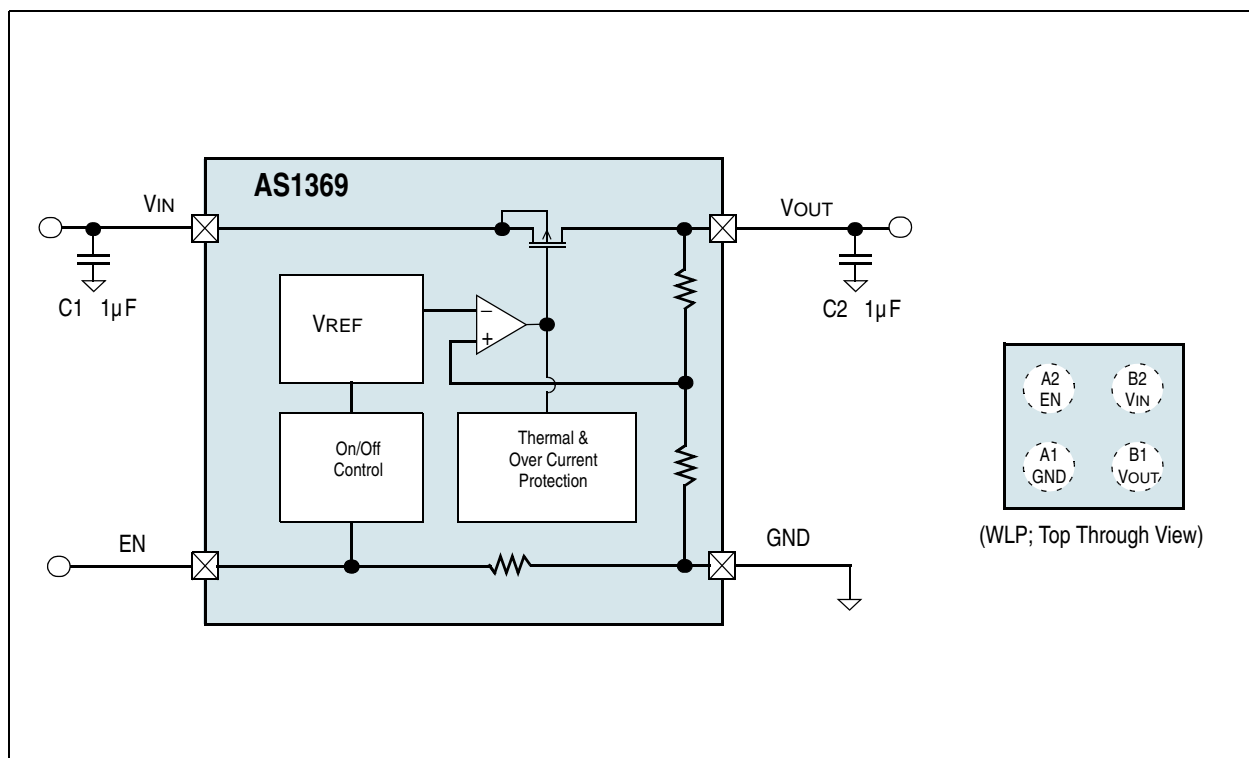 AS1369
VIN
VOUT
C1 1µF
C2 1µF
VREF
−
+
On/Off
Control
Thermal &
Over Current
Protection
EN
GND
A2
EN
B2
VIN
A1
GND
B1
VOUT
(WLP; Top Through View)